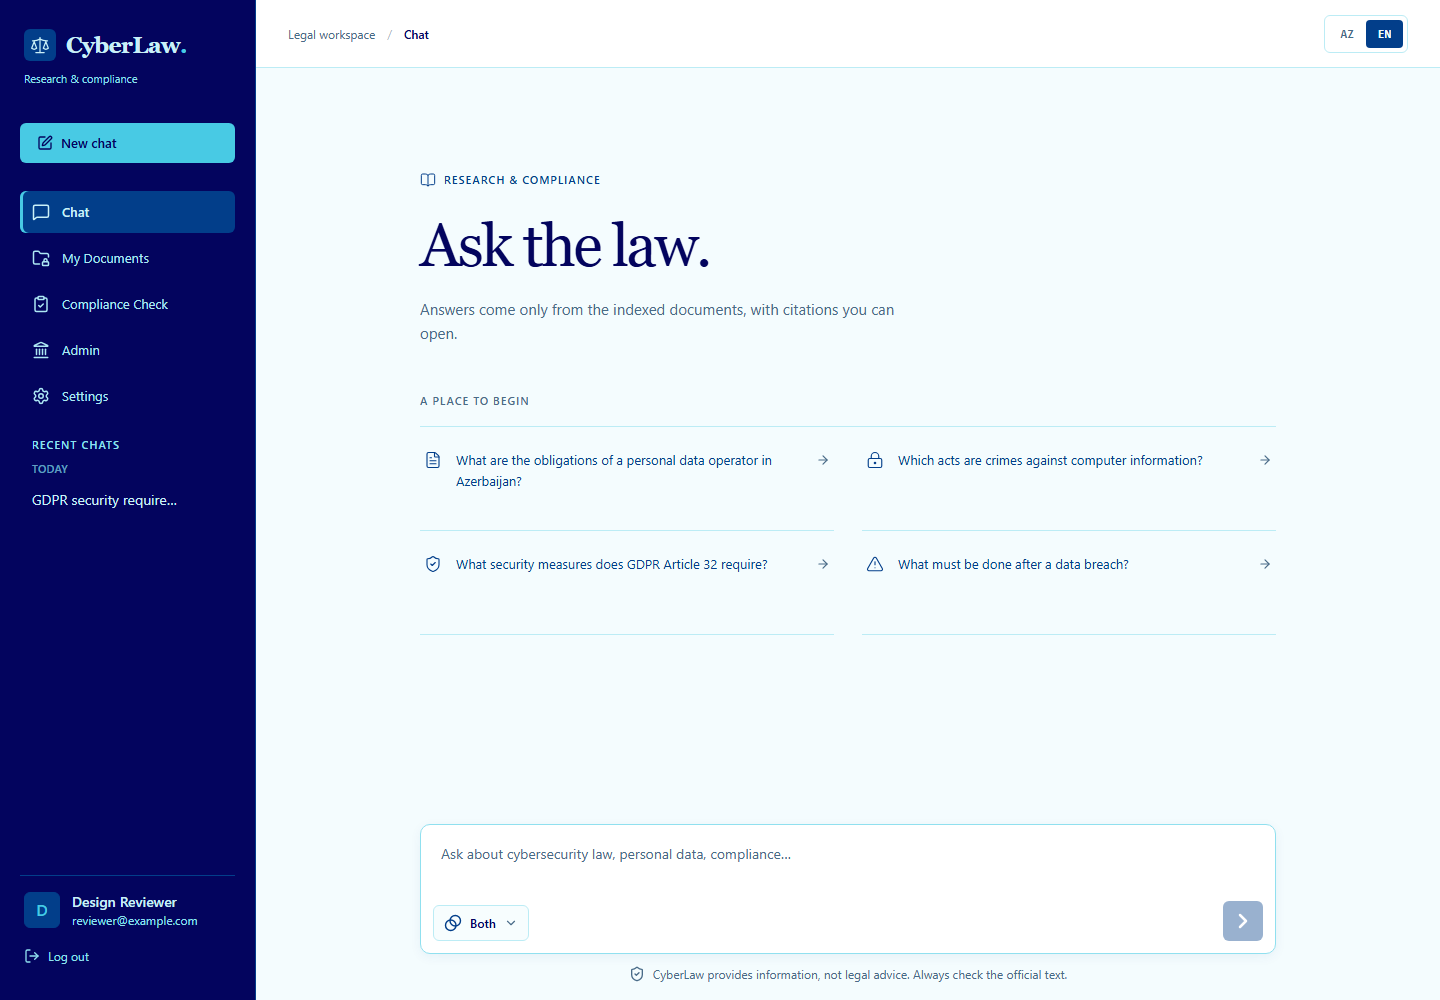 CyberLaw.
Research & compliance
New chat
Chat
My Documents
Compliance Check
Admin
Settings
RECENT CHATS
TODAY
GDPR security require...
D
Design Reviewer
reviewer@example.com
Log out
Legal workspace / Chat
AZ EN
RESEARCH & COMPLIANCE
Ask the law.
Answers come only from the indexed documents, with citations you can
open.
A PLACE TO BEGIN
What are the obligations of a personal data operator in
Azerbaijan?
Which acts are crimes against computer information?
What security measures does GDPR Article 32 require?
What must be done after a data breach?
Ask about cybersecurity law, personal data, compliance...
Both
CyberLaw provides information, not legal advice. Always check the official text.